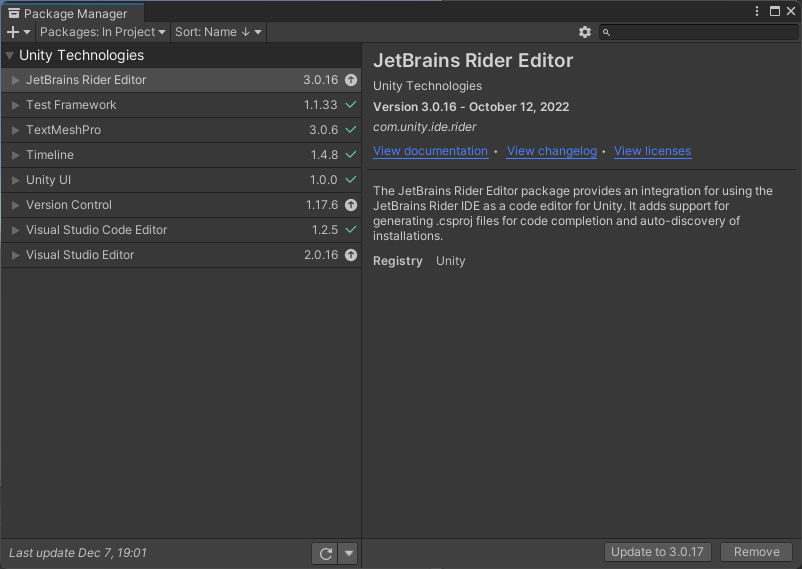 Package Manager
Packages: In Project
Sort: Name ↓
Unity Technologies
JetBrains Rider Editor 3.0.16
Test Framework 1.1.33
TextMeshPro 3.0.6
Timeline 1.4.8
Unity UI 1.0.0
Version Control 1.17.6
Visual Studio Code Editor 1.2.5
Visual Studio Editor 2.0.16
Last update Dec 7, 19:01
JetBrains Rider Editor
Unity Technologies
Version 3.0.16 - October 12, 2022
com.unity.ide.rider
View documentation • View changelog • View licenses
The JetBrains Rider Editor package provides an integration for using the
JetBrains Rider IDE as a code editor for Unity. It adds support for
generating .csproj files for code completion and auto-discovery of
installations.
Registry Unity
Update to 3.0.17 Remove